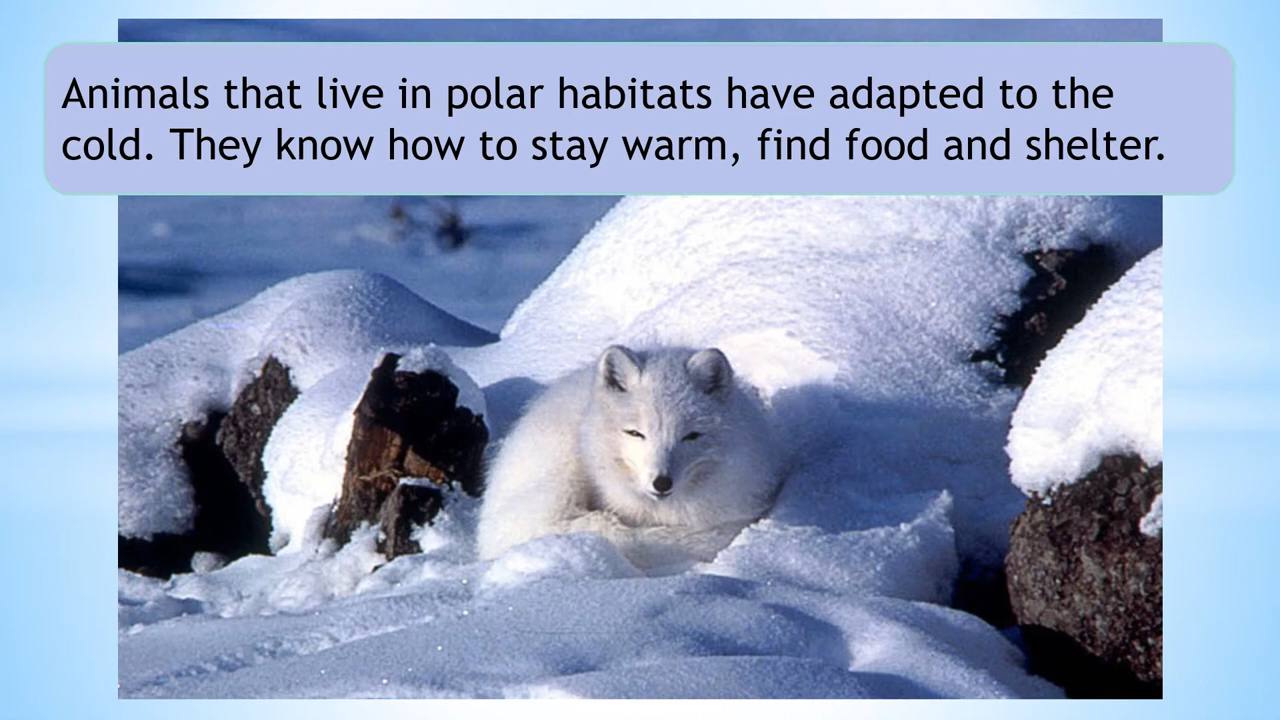 Animals that live in polar habitats have adapted to the
cold. They know how to stay warm, find food and shelter.